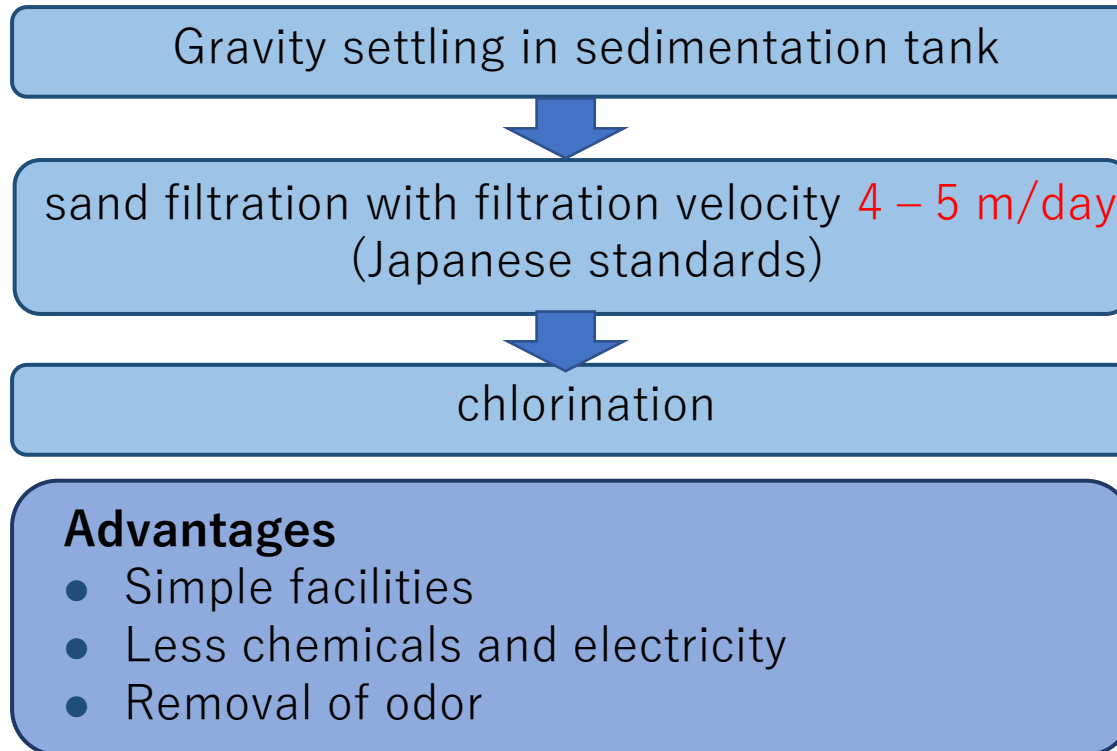 Gravity settling in sedimentation tank
sand filtration with filtration velocity 4 – 5 m/day
(Japanese standards)
chlorination
Advantages
● Simple facilities
● Less chemicals and electricity
● Removal of odor